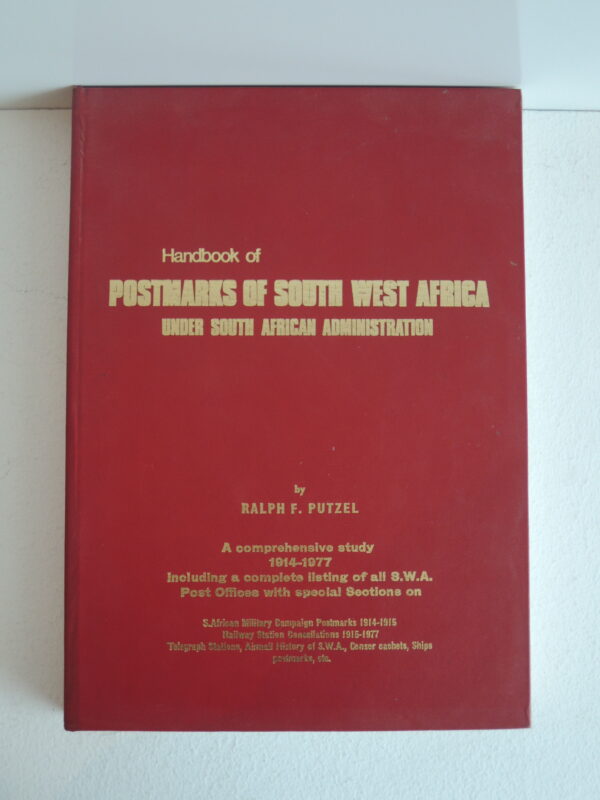 Handbook of
POSTMARKS OF SOUTH WEST AFRICA
UNDER SOUTH AFRICAN ADMINISTRATION
by
RALPH F. PUTZEL
A comprehensive study
1914-1977
Including a complete listing of all S.W.A.
Post Offices with special Sections on
S.African Military Campaign Postmarks 1914-1915
Railway Station Cancellations 1915-1977
Telegraph Stations, Airmail History of S.W.A., Censor cachets, Ships
postmarks, etc.